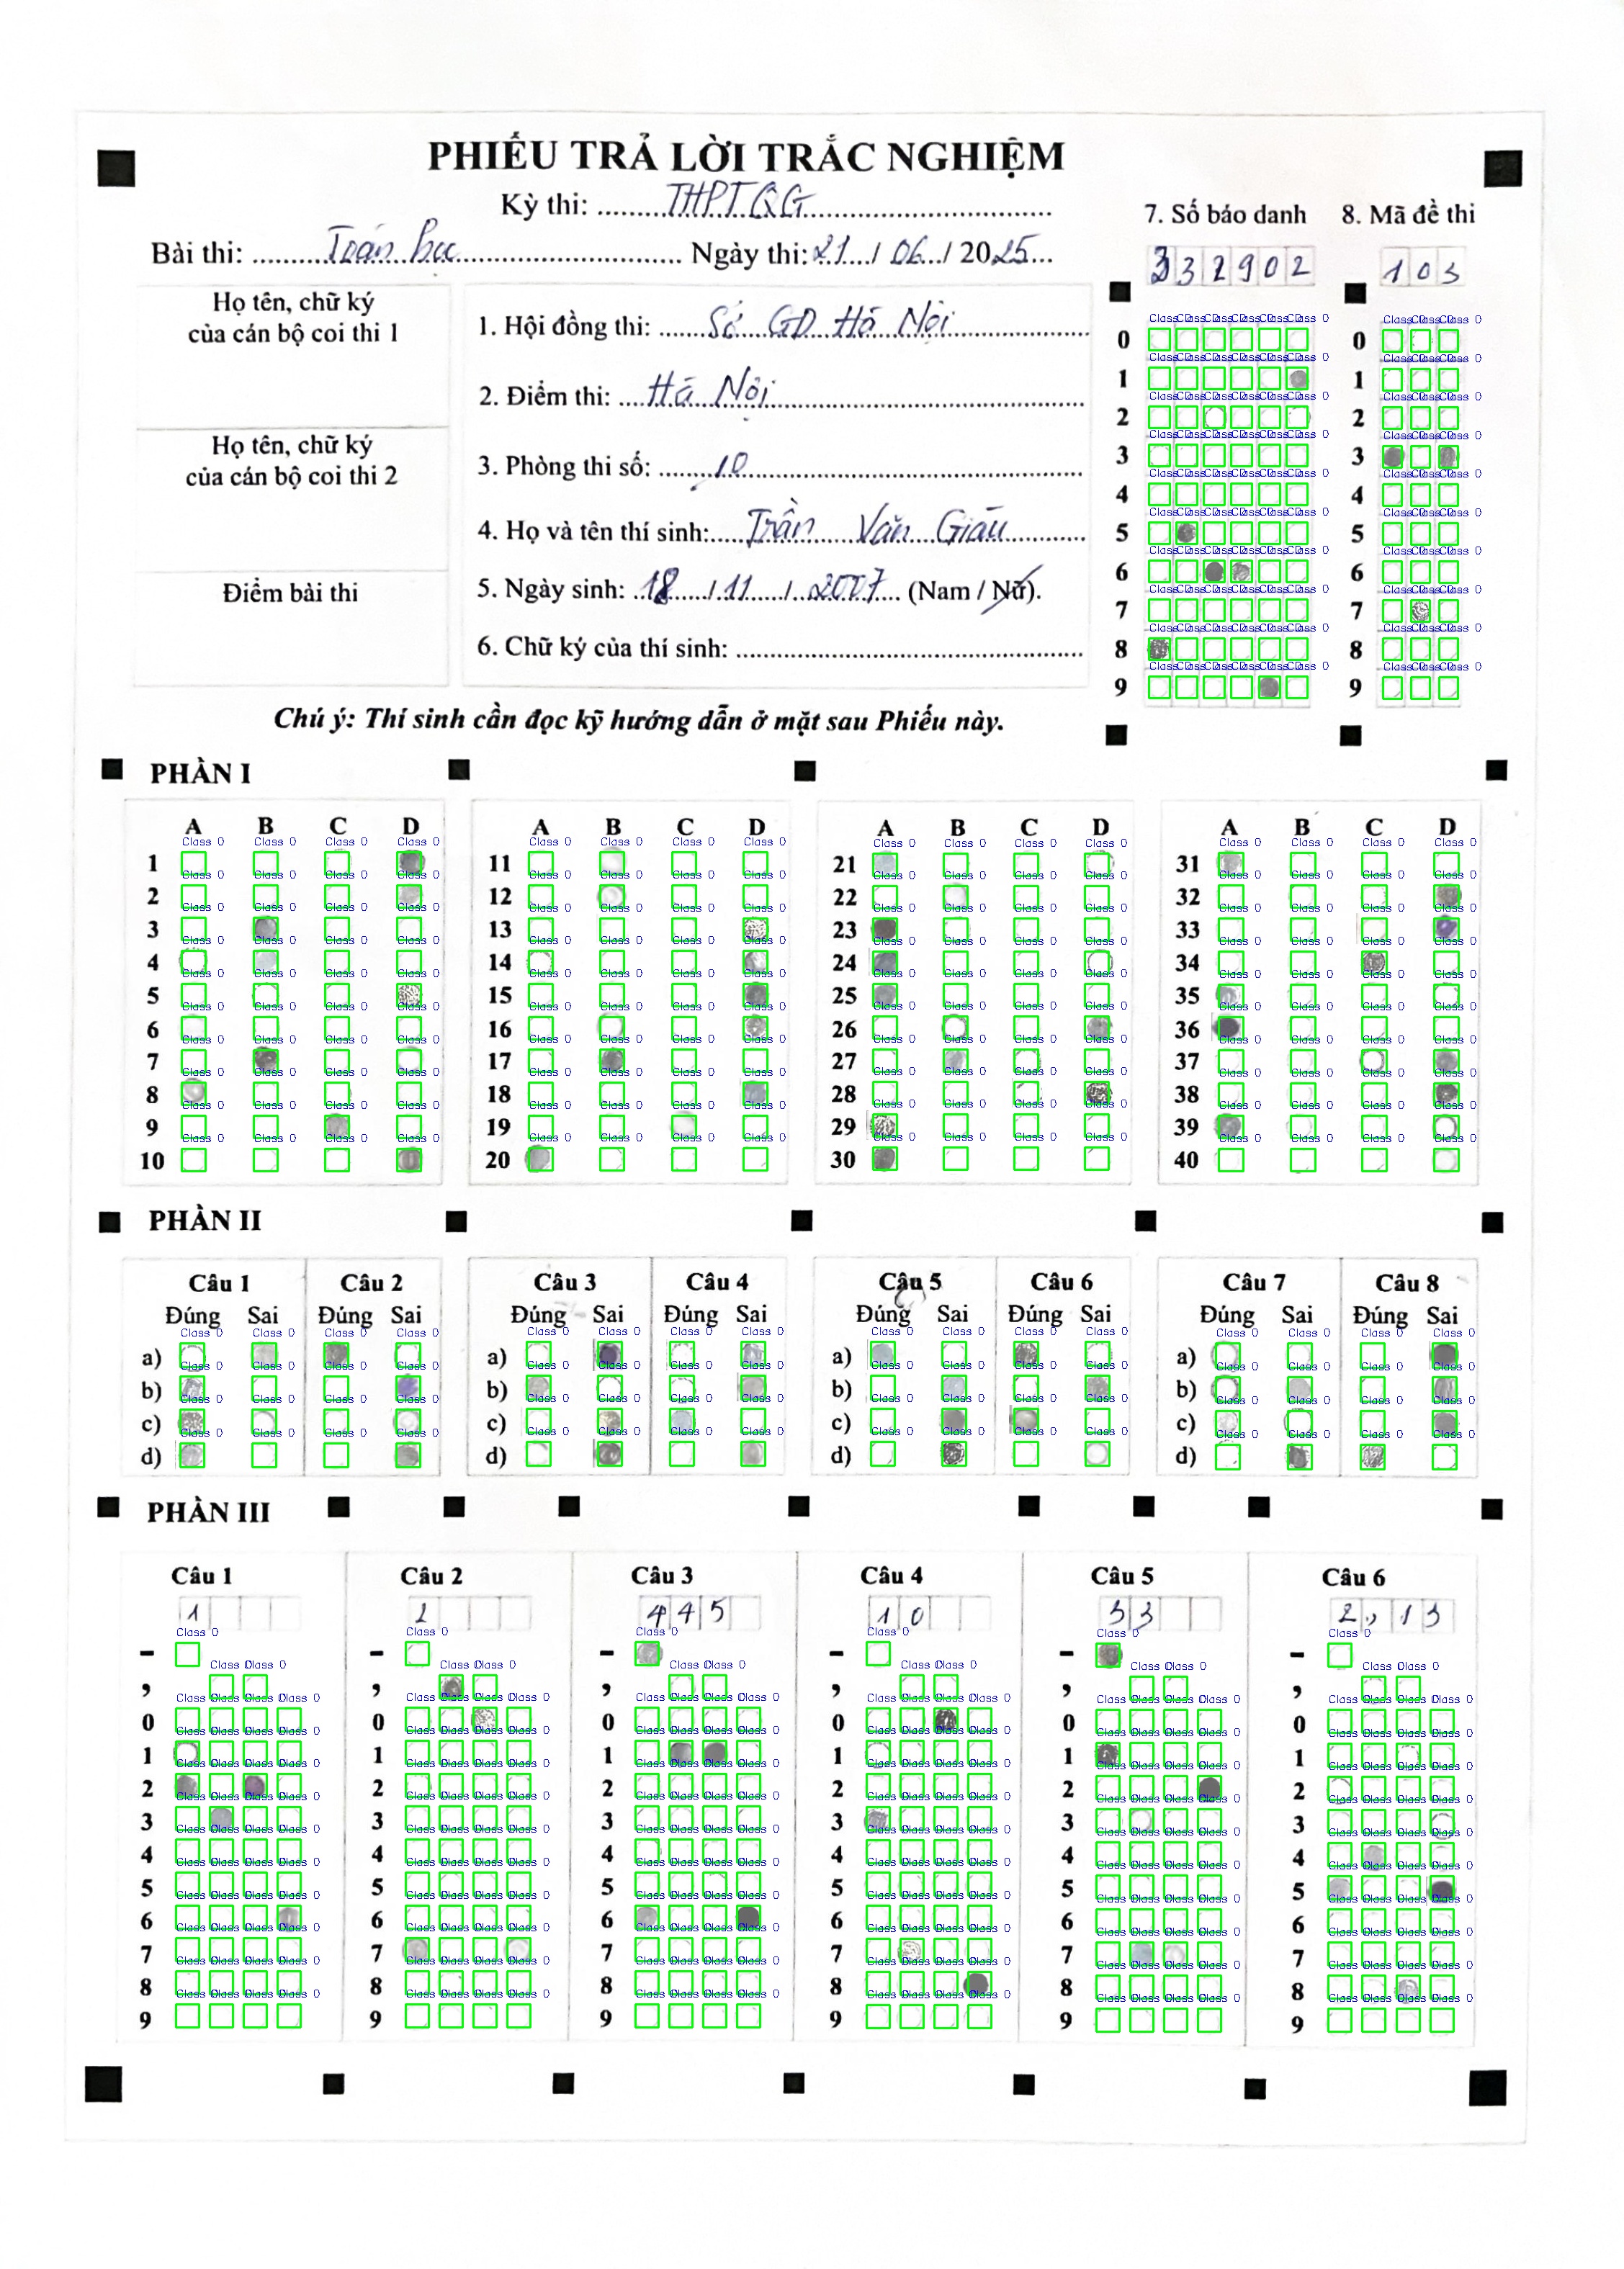 PHIẾU TRẢ LỜI TRẮC NGHIỆM
Kỳ thi: THPTQG
Bài thi: Toán học Ngày thi: 21 / 06 / 2025
7. Số báo danh 8. Mã đề thi
332902 103
Họ tên, chữ ký
của cán bộ coi thi 1
Họ tên, chữ ký
của cán bộ coi thi 2
Điểm bài thi
1. Hội đồng thi: Sở GD Hà Nội
2. Điểm thi: Hà Nội
3. Phòng thi số: 10
4. Họ và tên thí sinh: Trần Văn Giàu
5. Ngày sinh: 18 / 11 / 2007 (Nam / Nữ).
6. Chữ ký của thí sinh:
0 0
1 1
2 2
3 3
4 4
5 5
6 6
7 7
8 8
9 9
Chú ý: Thí sinh cần đọc kỹ hướng dẫn ở mặt sau Phiếu này.
PHẦN I
A B C D A B C D A B C D A B C D
1 11 21 31
2 12 22 32
3 13 23 33
4 14 24 34
5 15 25 35
6 16 26 36
7 17 27 37
8 18 28 38
9 19 29 39
10 20 30 40
PHẦN II
Câu 1 Câu 2 Câu 3 Câu 4 Câu 5 Câu 6 Câu 7 Câu 8
Đúng Sai Đúng Sai Đúng Sai Đúng Sai Đúng Sai Đúng Sai Đúng Sai Đúng Sai
a) a) a) a)
b) b) b) b)
c) c) c) c)
d) d) d) d)
PHẦN III
Câu 1 Câu 2 Câu 3 Câu 4 Câu 5 Câu 6
1 2 445 10 53 2,13
- - - - - -
, , , , , ,
0 0 0 0 0 0
1 1 1 1 1 1
2 2 2 2 2 2
3 3 3 3 3 3
4 4 4 4 4 4
5 5 5 5 5 5
6 6 6 6 6 6
7 7 7 7 7 7
8 8 8 8 8 8
9 9 9 9 9 9